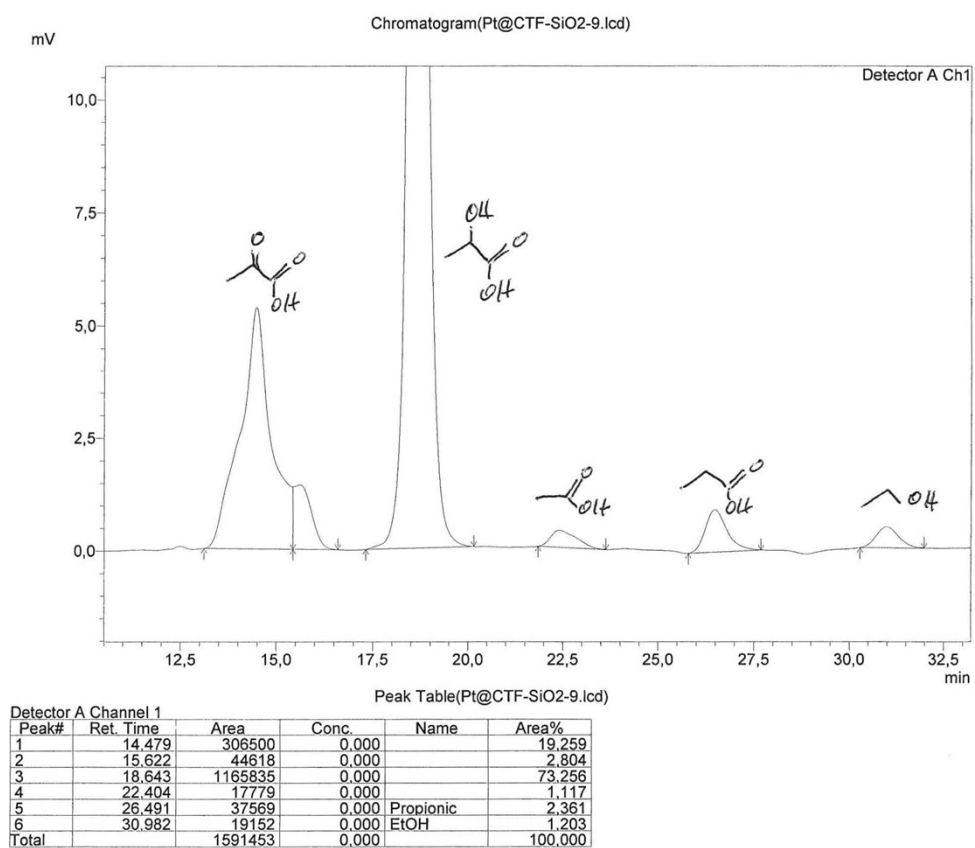 Chromatogram(Pt@CTF-SiO2-9.lcd)
mV
Detector A Ch1
10,0
7,5
5,0
2,5
0,0
O
O
OH
OH
O
OH
O
OH
O
OH
OH
12,5 15,0 17,5 20,0 22,5 25,0 27,5 30,0 32,5
min
Peak Table(Pt@CTF-SiO2-9.lcd)
Detector A Channel 1
Peak# Ret. Time Area Conc. Name Area%
1 14,479 306500 0,000 19,259
2 15,622 44618 0,000 2,804
3 18,643 1165835 0,000 73,256
4 22,404 17779 0,000 1,117
5 26,491 37569 0,000 Propionic 2,361
6 30,982 19152 0,000 EtOH 1,203
Total 1591453 0,000 100,000